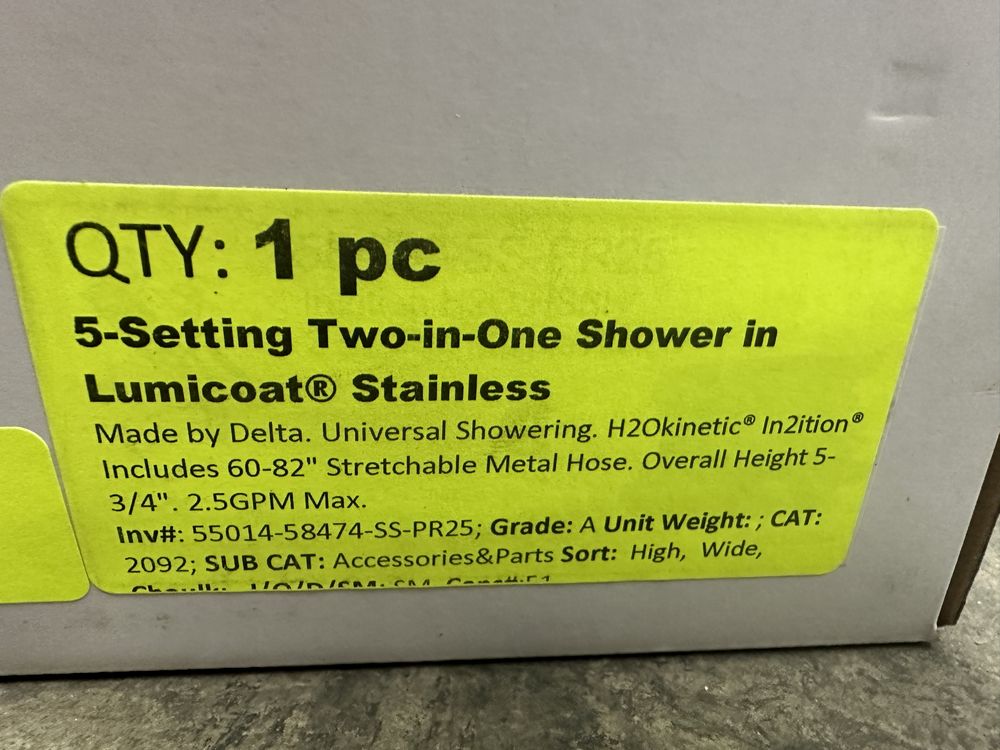 QTY: 1 pc
5-Setting Two-in-One Shower in
Lumicoat® Stainless
Made by Delta. Universal Showering. H2Okinetic® In2ition®
Includes 60-82" Stretchable Metal Hose. Overall Height 5-
3/4". 2.5GPM Max.
Inv#: 55014-58474-SS-PR25; Grade: A Unit Weight: ; CAT:
2092; SUB CAT: Accessories&Parts Sort: High, Wide,